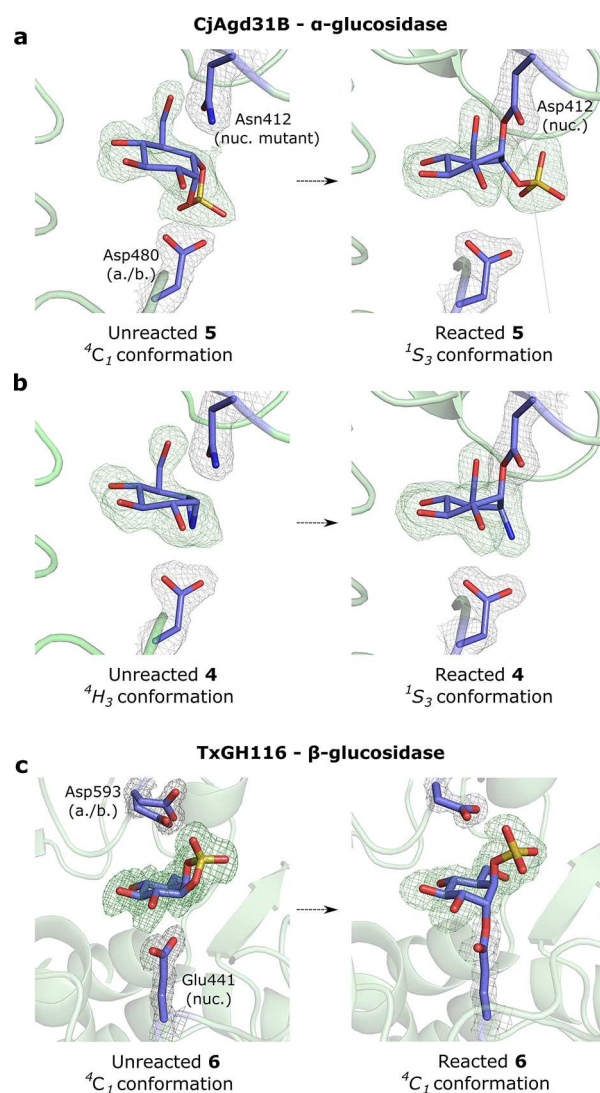 CjAgd31B - α-glucosidase
a
Asn412
(nuc. mutant)
Asp480
(a./b.)
Asp412
(nuc.)
Unreacted 5
⁴C₁ conformation
Reacted 5
¹S₃ conformation
b
Unreacted 4
⁴H₃ conformation
Reacted 4
¹S₃ conformation
TxGH116 - β-glucosidase
c
Asp593
(a./b.)
Glu441
(nuc.)
Unreacted 6
⁴C₁ conformation
Reacted 6
⁴C₁ conformation